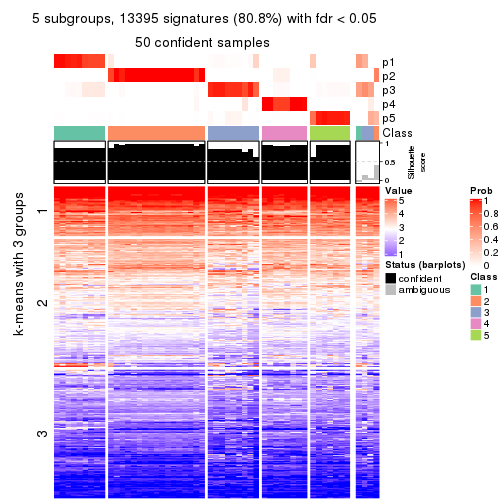 5 subgroups, 13395 signatures (80.8%) with fdr < 0.05
50 confident samples
p1
p2
p3
p4
p5
Class
1
0.5
0
Silhouette
score
k-means with 3 groups
1
2
3
Value
5
4
3
2
1
Status (barplots)
confident
ambiguous
Prob
1
0.8
0.6
0.4
0.2
0
Class
1
2
3
4
5